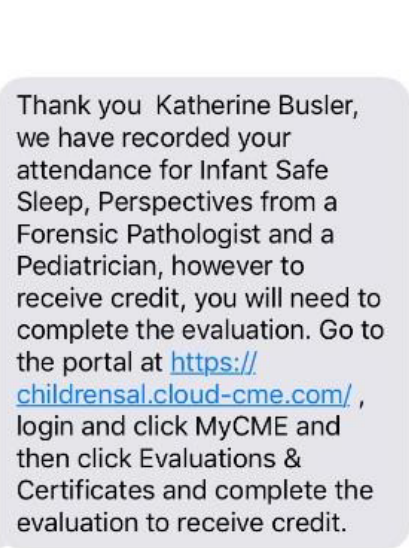 Thank you  Katherine Busler,
we have recorded your
attendance for Infant Safe
Sleep, Perspectives from a
Forensic Pathologist and a
Pediatrician, however to
receive credit, you will need to
complete the evaluation. Go to
the portal at https://
childrensal.cloud-cme.com/ ,
login and click MyCME and
then click Evaluations &
Certificates and complete the
evaluation to receive credit.